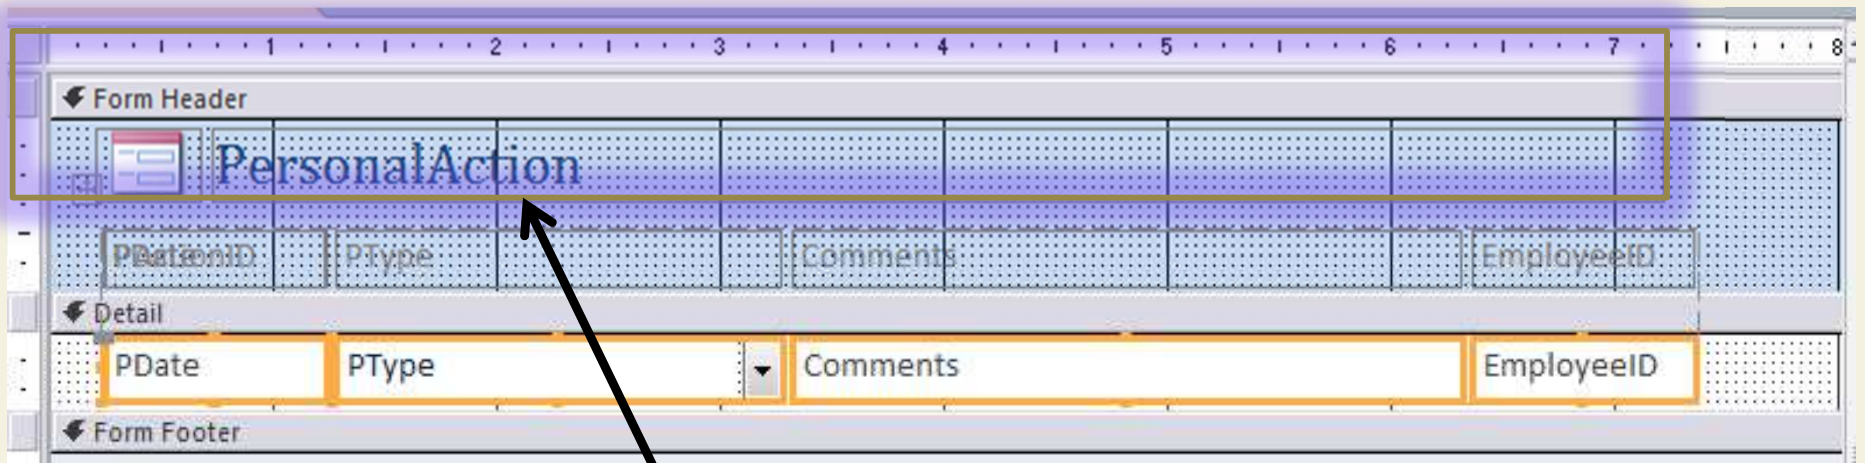 1 2 3 4 5 6 7 8
Form Header
PersonalAction
PType Comments EmployeeID
Detail
PDate PType Comments EmployeeID
Form Footer